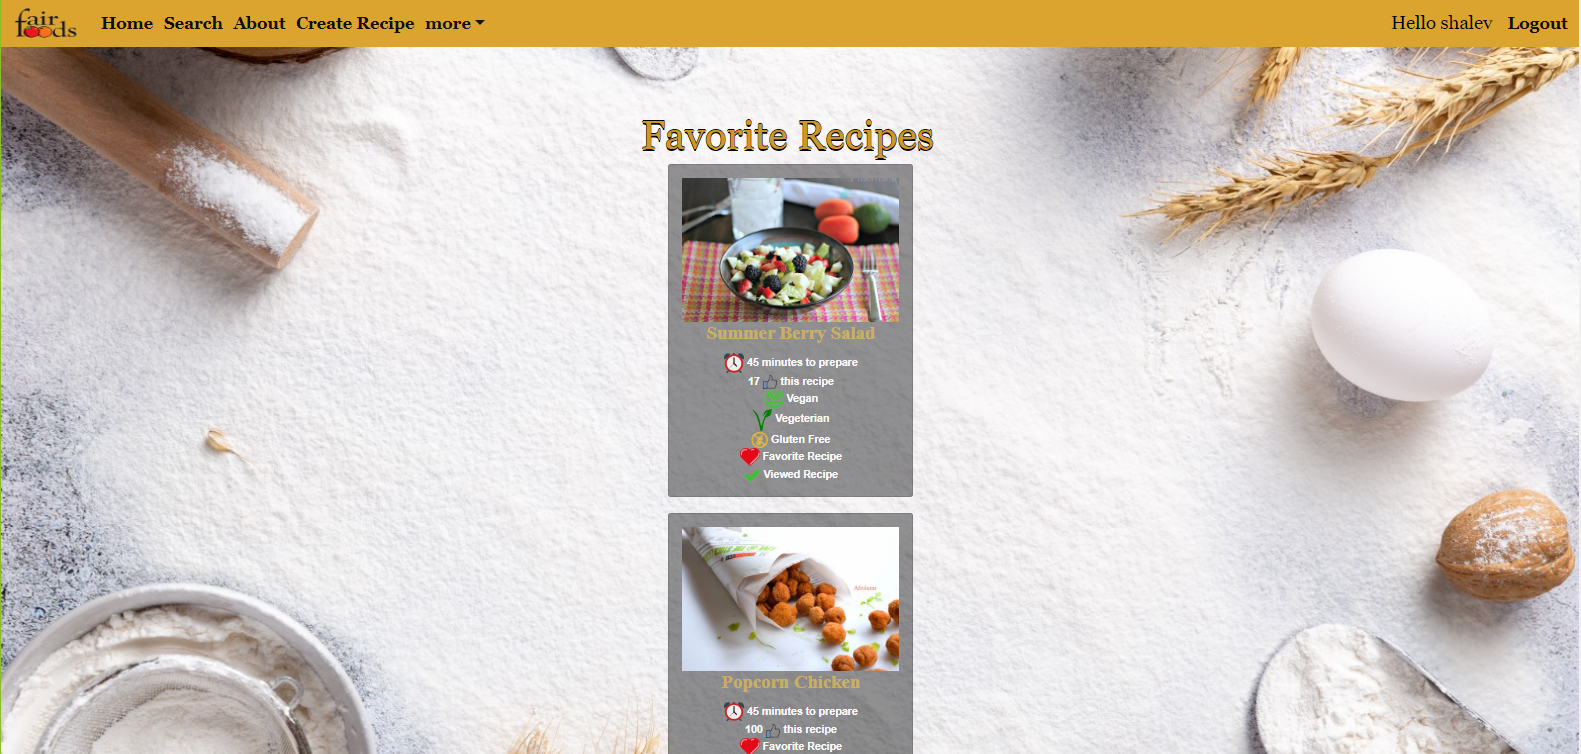 fair
foods
Home Search About Create Recipe more
Hello shalev Logout
Favorite Recipes
Summer Berry Salad
45 minutes to prepare
17 this recipe
Vegan
Vegeterian
Gluten Free
Favorite Recipe
Viewed Recipe
Popcorn Chicken
45 minutes to prepare
100 this recipe
Favorite Recipe